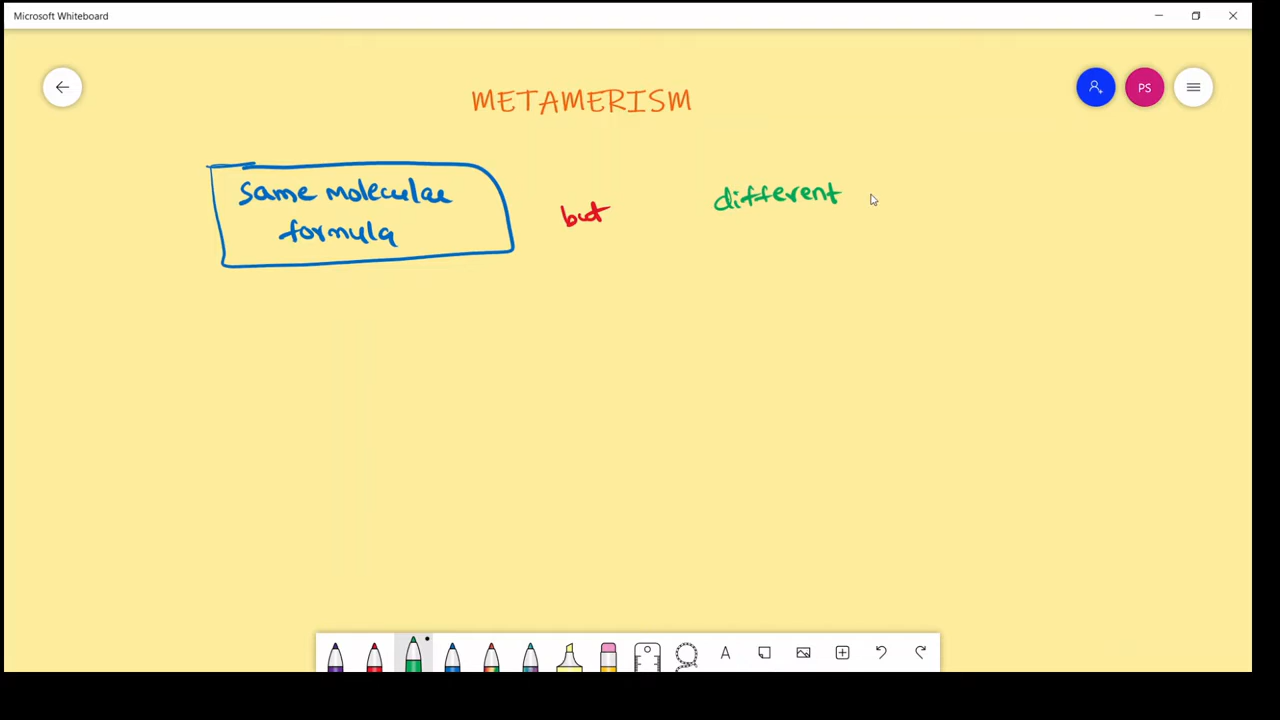 Microsoft Whiteboard
PS
METAMERISM
same molecular
formula
but
different
A